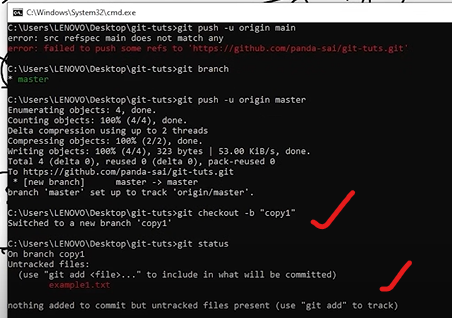 C:\Windows\System32\cmd.exe
C:\Users\LENOVO\Desktop\git-tuts>git push -u origin main
error: src refspec main does not match any
error: failed to push some refs to 'https://github.com/panda-sai/git-tuts.git'
C:\Users\LENOVO\Desktop\git-tuts>git branch
* master
C:\Users\LENOVO\Desktop\git-tuts>git push -u origin master
Enumerating objects: 4, done.
Counting objects: 100% (4/4), done.
Delta compression using up to 2 threads
Compressing objects: 100% (2/2), done.
Writing objects: 100% (4/4), 323 bytes | 53.00 KiB/s, done.
Total 4 (delta 0), reused 0 (delta 0), pack-reused 0
To https://github.com/panda-sai/git-tuts.git
* [new branch]      master -> master
branch 'master' set up to track 'origin/master'.
C:\Users\LENOVO\Desktop\git-tuts>git checkout -b "copy1"
Switched to a new branch 'copy1'
C:\Users\LENOVO\Desktop\git-tuts>git status
On branch copy1
Untracked files:
(use "git add <file>..." to include in what will be committed)
example1.txt
nothing added to commit but untracked files present (use "git add" to track)